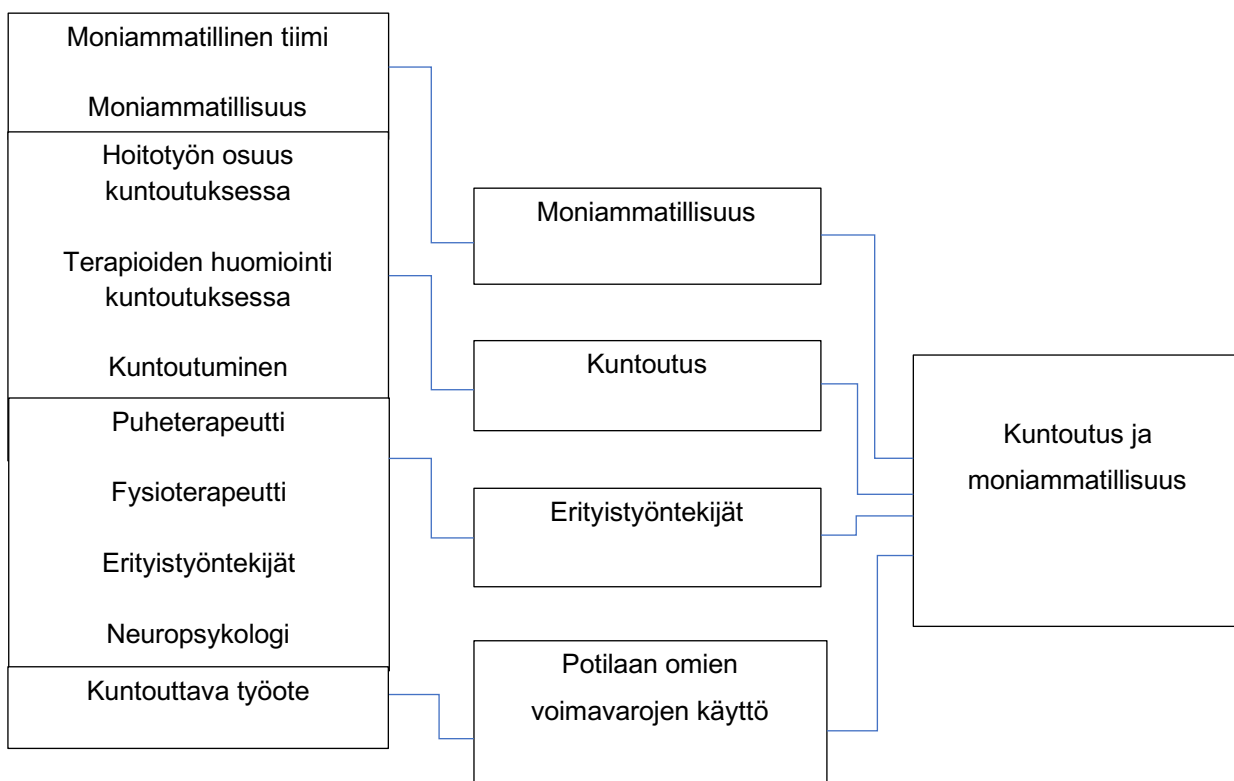 Moniammatillinen tiimi
Moniammatillisuus
Hoitotyön osuus
kuntoutuksessa
Terapioiden huomiointi
kuntoutuksessa
Kuntoutuminen
Puheterapeutti
Fysioterapeutti
Erityistyöntekijät
Neuropsykologi
Kuntouttava työote
Moniammatillisuus
Kuntoutus
Erityistyöntekijät
Potilaan omien
voimavarojen käyttö
Kuntoutus ja
moniammatillisuus